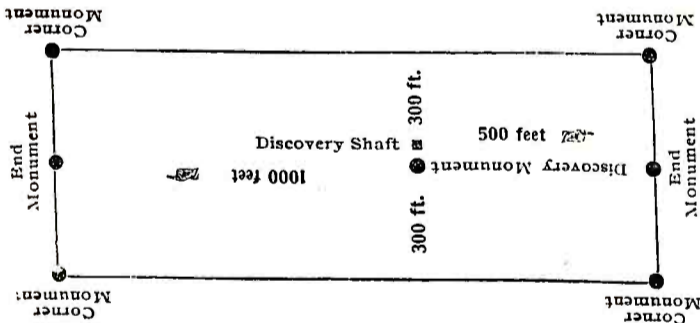 Corner
Monument
Corner
Monument
300 ft.
500 feet
Discovery Shaft
End
Monument
Discovery Monument
End
Monument
1000 feet
300 ft.
Corner
Monument
Corner
Monument